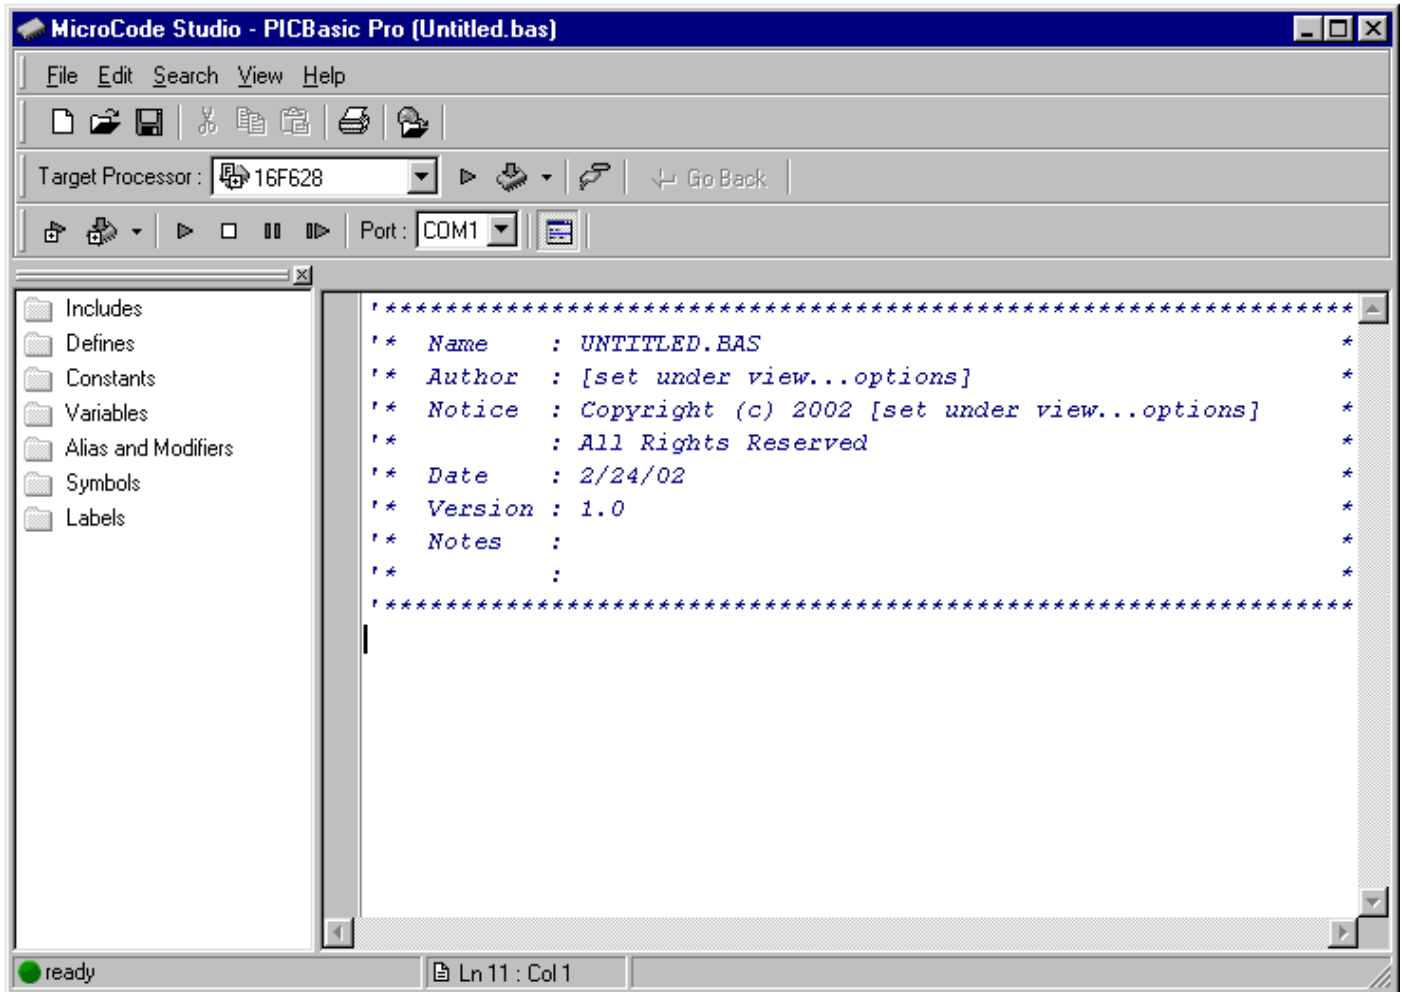 MicroCode Studio - PICBasic Pro (Untitled.bas)
File Edit Search View Help
Target Processor : 16F628 Go Back
Port : COM1
Includes
Defines
Constants
Variables
Alias and Modifiers
Symbols
Labels
'****************************************************************
'*  Name    : UNTITLED.BAS                                      *
'*  Author  : [set under view...options]                        *
'*  Notice  : Copyright (c) 2002 [set under view...options]     *
'*          : All Rights Reserved                               *
'*  Date    : 2/24/02                                           *
'*  Version : 1.0                                               *
'*  Notes   :                                                   *
'*          :                                                   *
'****************************************************************
ready Ln 11 : Col 1